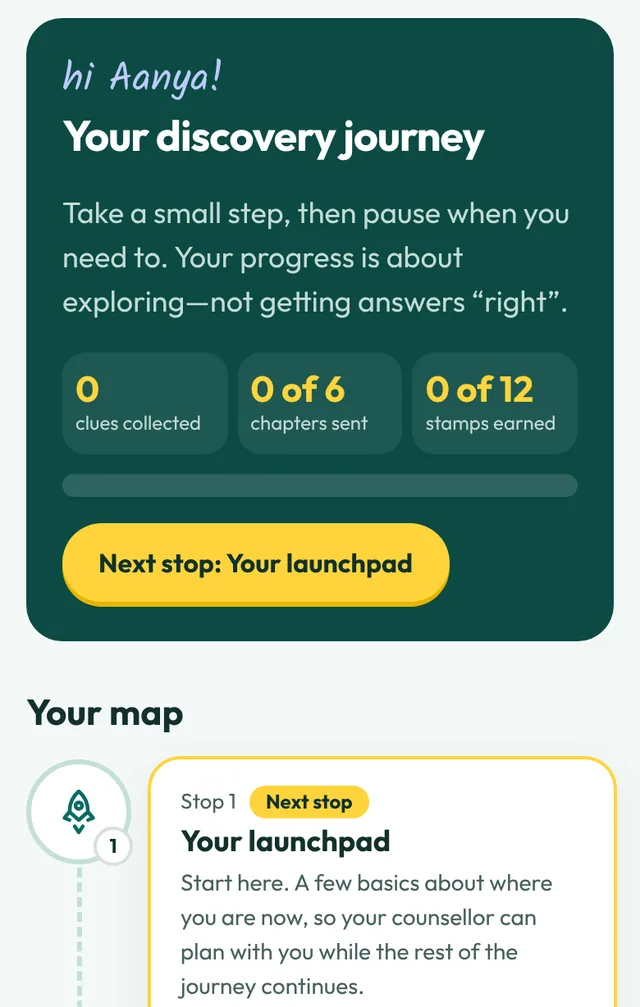 hi Aanya!
Your discovery journey
Take a small step, then pause when you
need to. Your progress is about
exploring—not getting answers “right”.
0
clues collected
0 of 6
chapters sent
0 of 12
stamps earned
Next stop: Your launchpad
Your map
1
Stop 1 Next stop
Your launchpad
Start here. A few basics about where
you are now, so your counsellor can
plan with you while the rest of the
journey continues.